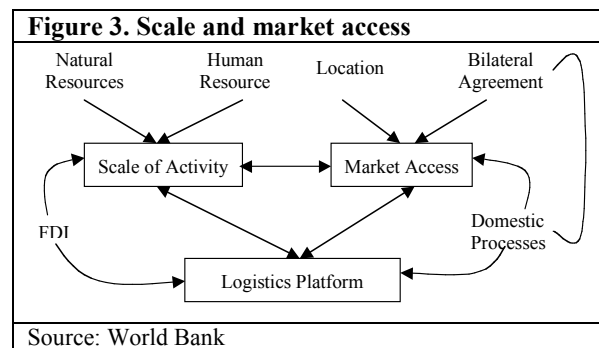 Figure 3. Scale and market access
Natural
Resources
Human
Resource
Location
Bilateral
Agreement
Scale of Activity
Market Access
FDI
Domestic
Processes
Logistics Platform
Source: World Bank